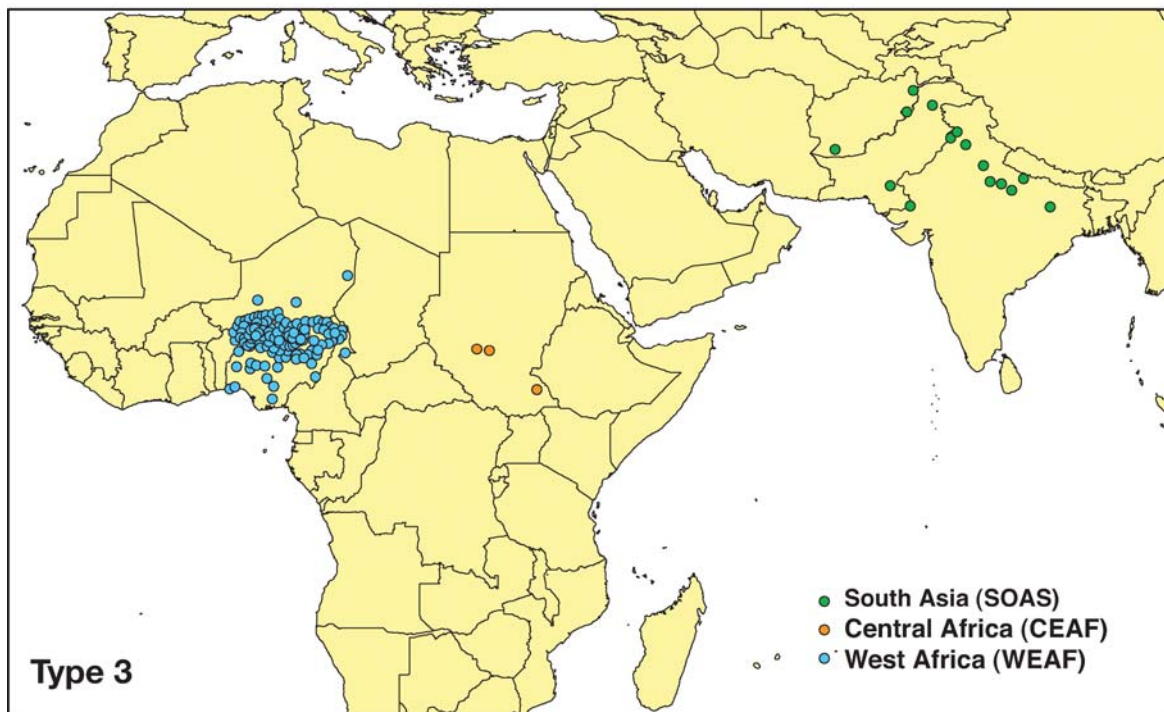 South Asia (SOAS)
Central Africa (CEAF)
West Africa (WEAF)
Type 3